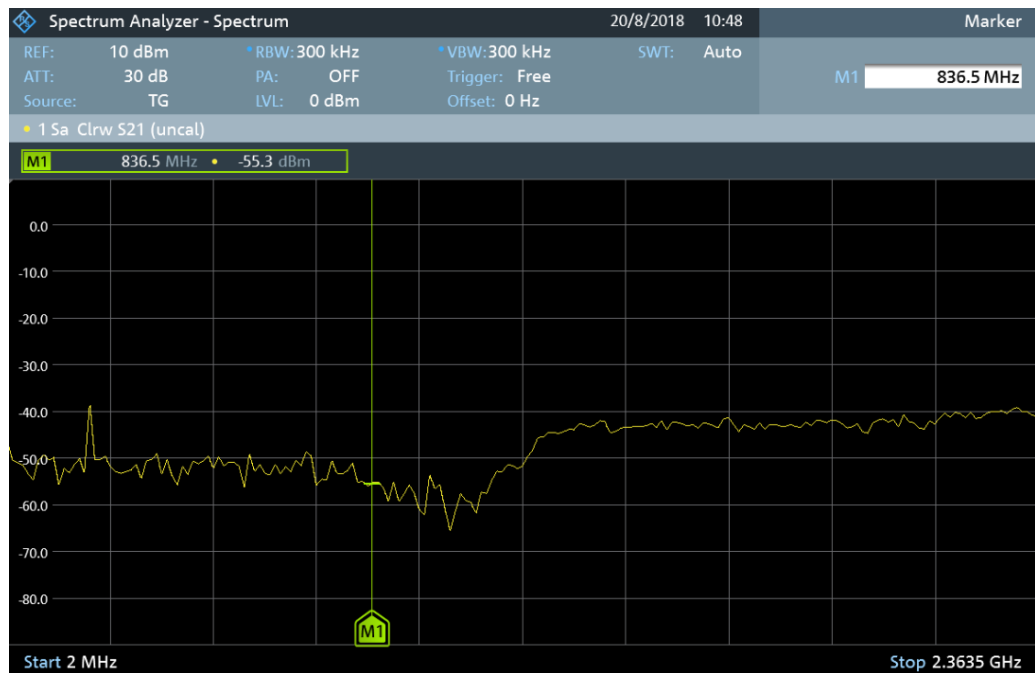 Spectrum Analyzer - Spectrum 20/8/2018 10:48 Marker
REF: 10 dBm RBW: 300 kHz VBW: 300 kHz SWT: Auto
ATT: 30 dB PA: OFF Trigger: Free M1 836.5 MHz
Source: TG LVL: 0 dBm Offset: 0 Hz
1 Sa Clrw S21 (uncal)
M1 836.5 MHz -55.3 dBm
0.0
-10.0
-20.0
-30.0
-40.0
-50.0
-60.0
-70.0
-80.0
M1
Start 2 MHz Stop 2.3635 GHz